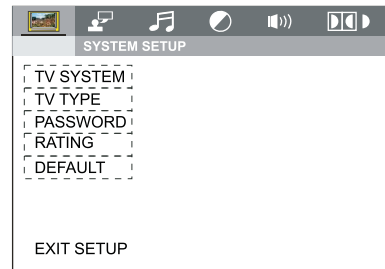 SYSTEM SETUP
TV SYSTEM
TV TYPE
PASSWORD
RATING
DEFAULT
EXIT SETUP